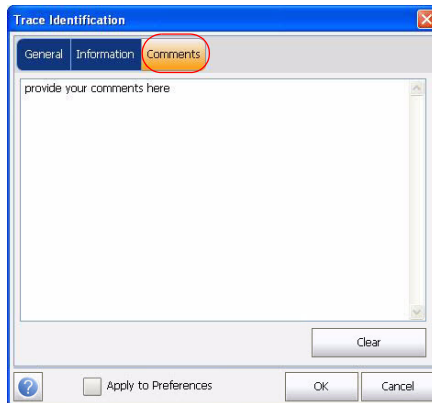 Trace Identification
General Information Comments
provide your comments here
Clear
? Apply to Preferences OK Cancel